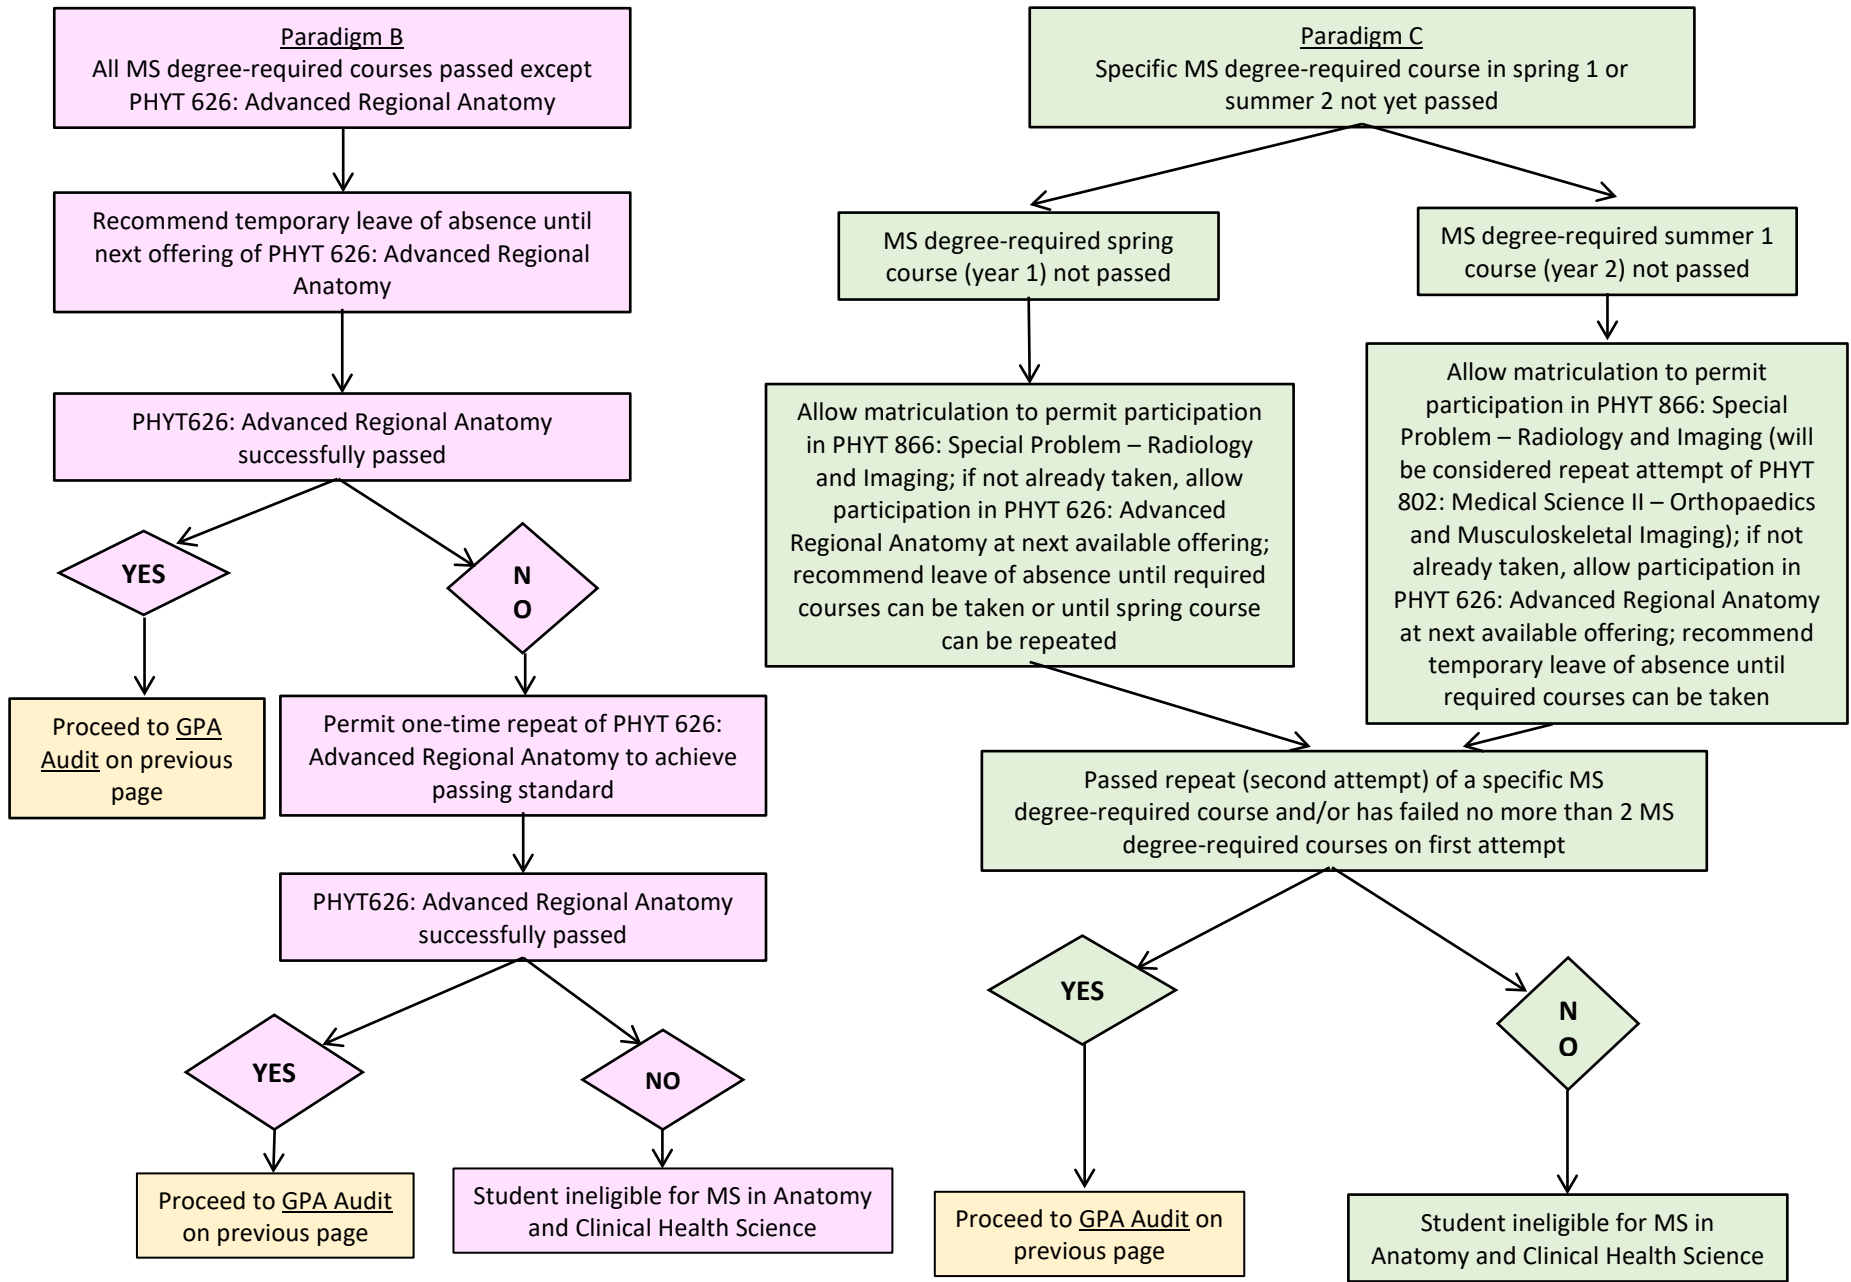 Paradigm B
All MS degree-required courses passed except
PHYT 626: Advanced Regional Anatomy
Recommend temporary leave of absence until
next offering of PHYT 626: Advanced Regional
Anatomy
PHYT626: Advanced Regional Anatomy
successfully passed
YES
N
O
Proceed to GPA
Audit on previous
page
Permit one-time repeat of PHYT 626:
Advanced Regional Anatomy to achieve
passing standard
PHYT626: Advanced Regional Anatomy
successfully passed
YES
NO
Proceed to GPA Audit
on previous page
Student ineligible for MS in Anatomy
and Clinical Health Science
Paradigm C
Specific MS degree-required course in spring 1 or
summer 2 not yet passed
MS degree-required spring
course (year 1) not passed
MS degree-required summer 1
course (year 2) not passed
Allow matriculation to permit participation
in PHYT 866: Special Problem – Radiology
and Imaging; if not already taken, allow
participation in PHYT 626: Advanced
Regional Anatomy at next available offering;
recommend leave of absence until required
courses can be taken or until spring course
can be repeated
Allow matriculation to permit
participation in PHYT 866: Special
Problem – Radiology and Imaging (will
be considered repeat attempt of PHYT
802: Medical Science II – Orthopaedics
and Musculoskeletal Imaging); if not
already taken, allow participation in
PHYT 626: Advanced Regional Anatomy
at next available offering; recommend
temporary leave of absence until
required courses can be taken
Passed repeat (second attempt) of a specific MS
degree-required course and/or has failed no more than 2 MS
degree-required courses on first attempt
YES
N
O
Proceed to GPA Audit on
previous page
Student ineligible for MS in
Anatomy and Clinical Health Science